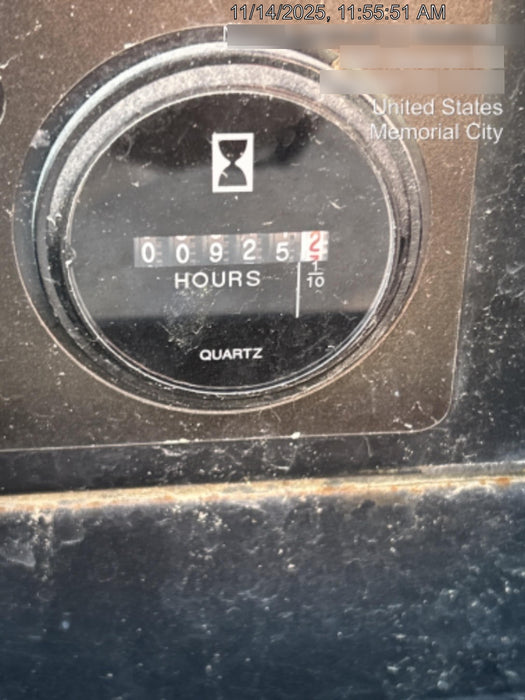 11/14/2025, 11:55:51 AM
United States
Memorial City
0 0 9 2 5 2
HOURS
1/10
QUARTZ